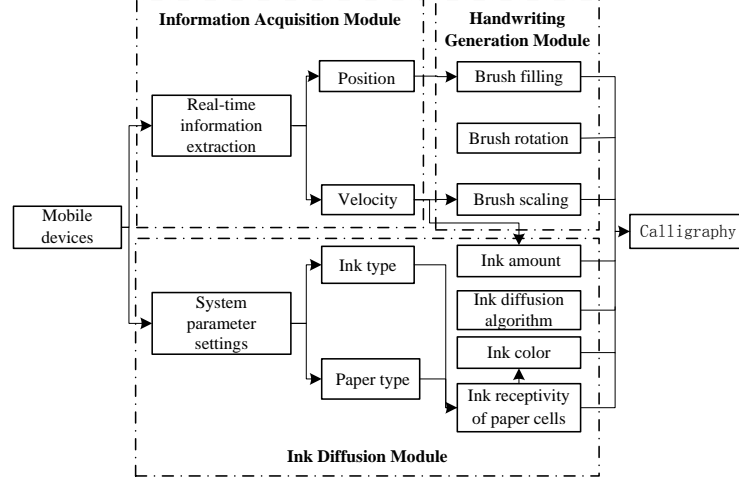 Information Acquisition Module
Handwriting
Generation Module
Position
Brush filling
Real-time
information
extraction
Brush rotation
Velocity
Brush scaling
Mobile
devices
Calligraphy
Ink type
Ink amount
System
parameter
settings
Ink diffusion
algorithm
Ink color
Paper type
Ink receptivity
of paper cells
Ink Diffusion Module